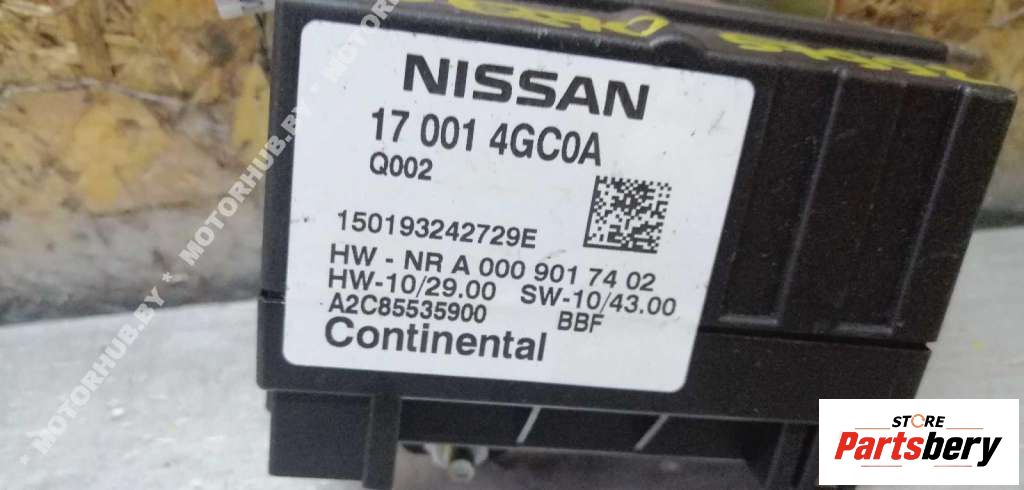 NISSAN
17 001 4GC0A
Q002
150193242729E
HW - NR A 000 901 74 02
HW-10/29.00 SW-10/43.00
A2C85535900 BBF
Continental
* MOTORHUB.BY * MOTORHUB.BY *
STORE
Partsbery